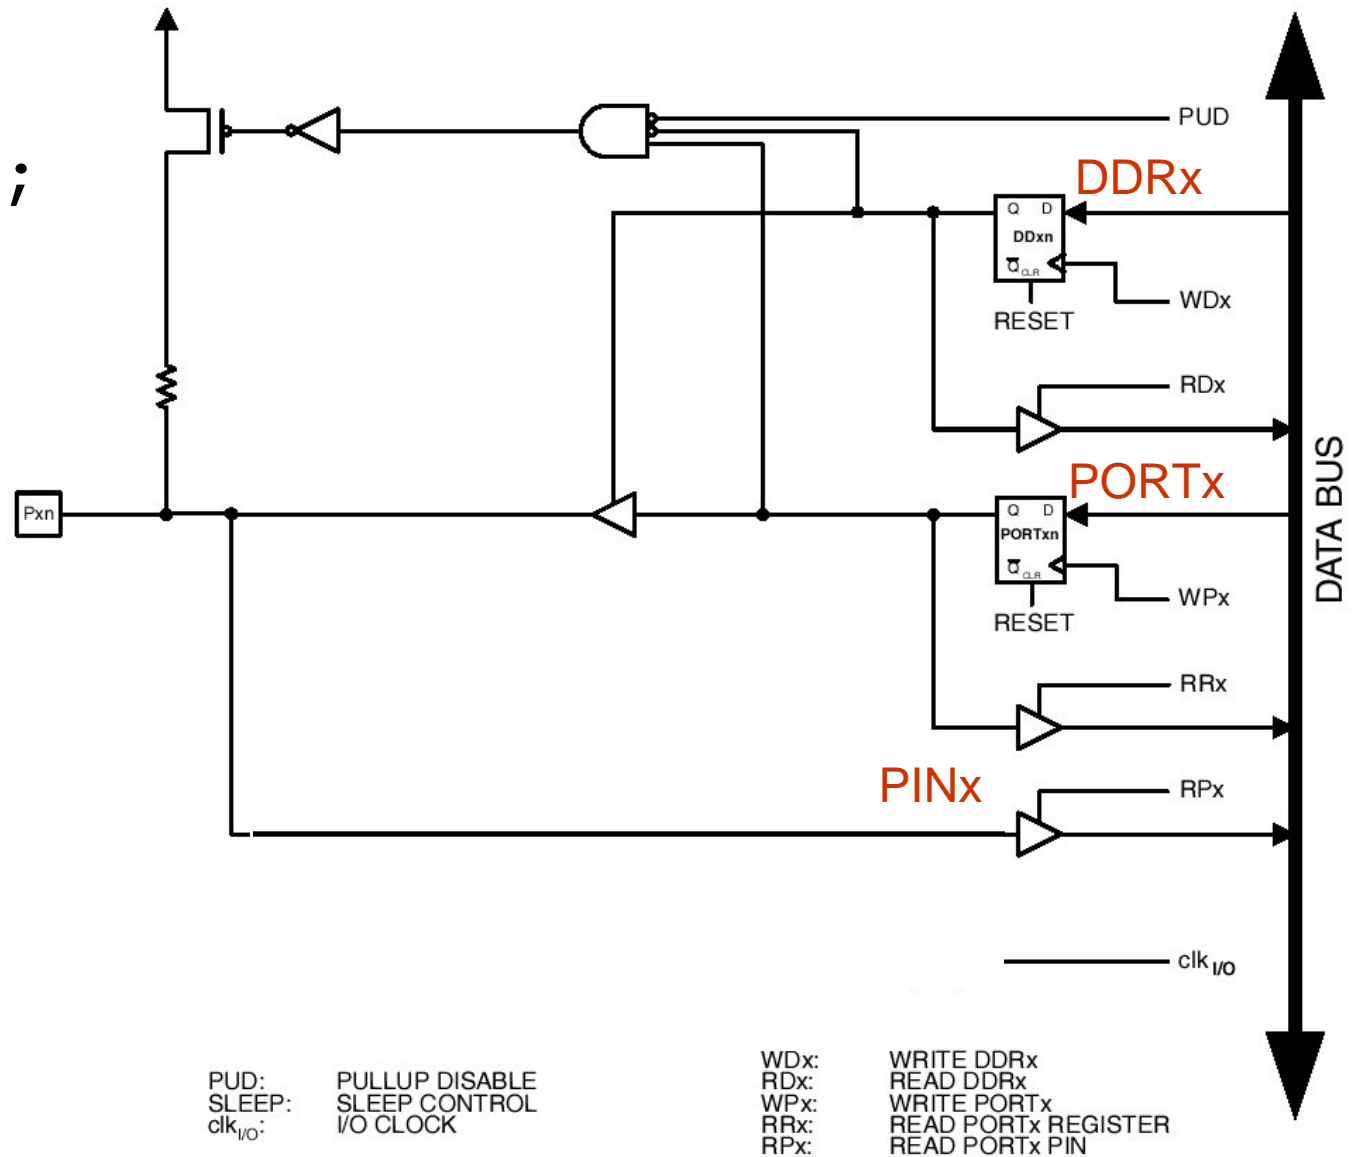 ;
PUD
DDRx
Q D
DDxn
Q CLR
WDx
RESET
RDx
PORTx
Pxn
Q D
PORTxn
Q CLR
WPx
RESET
DATA BUS
RRx
PINx
RPx
clk I/O
PUD: PULLUP DISABLE
SLEEP: SLEEP CONTROL
clkI/O: I/O CLOCK
WDx: WRITE DDRx
RDx: READ DDRx
WPx: WRITE PORTx
RRx: READ PORTx REGISTER
RPx: READ PORTx PIN